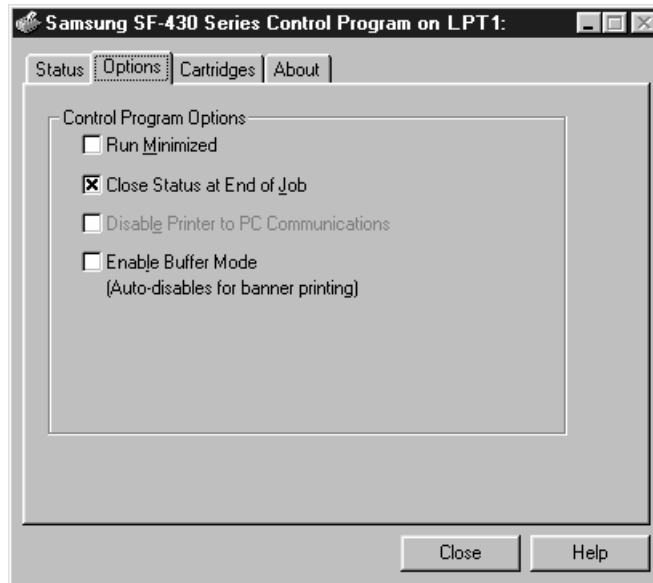 Samsung SF-430 Series Control Program on LPT1:
Status Options Cartridges About
Control Program Options
Run Minimized
Close Status at End of Job
Disable Printer to PC Communications
Enable Buffer Mode
(Auto-disables for banner printing)
Close Help